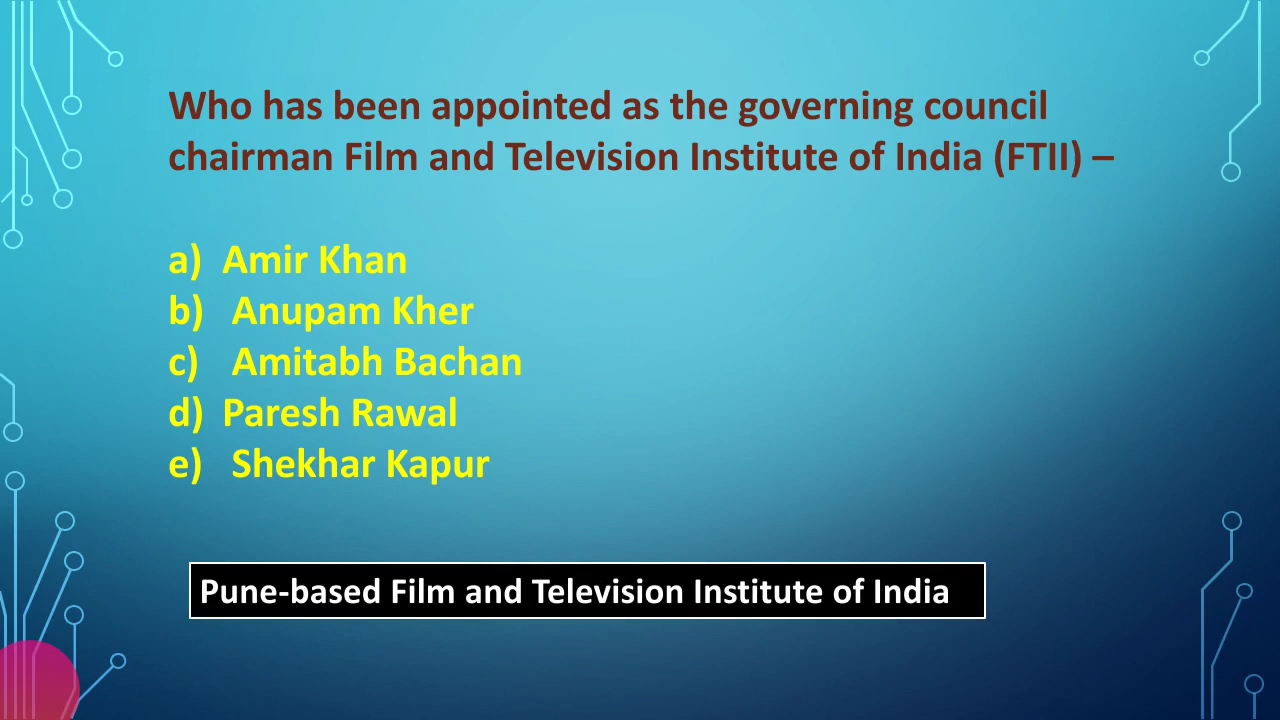 Who has been appointed as the governing council
chairman Film and Television Institute of India (FTII) –
a) Amir Khan
b) Anupam Kher
c) Amitabh Bachan
d) Paresh Rawal
e) Shekhar Kapur
Pune-based Film and Television Institute of India